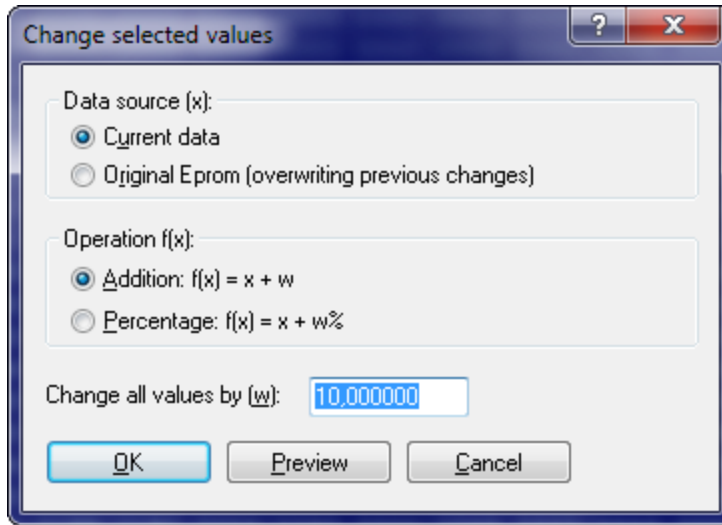 Change selected values
?
Data source (x):
Current data
Original Eprom (overwriting previous changes)
Operation f(x):
Addition: f(x) = x + w
Percentage: f(x) = x + w%
Change all values by (w): 10,000000
OK Preview Cancel